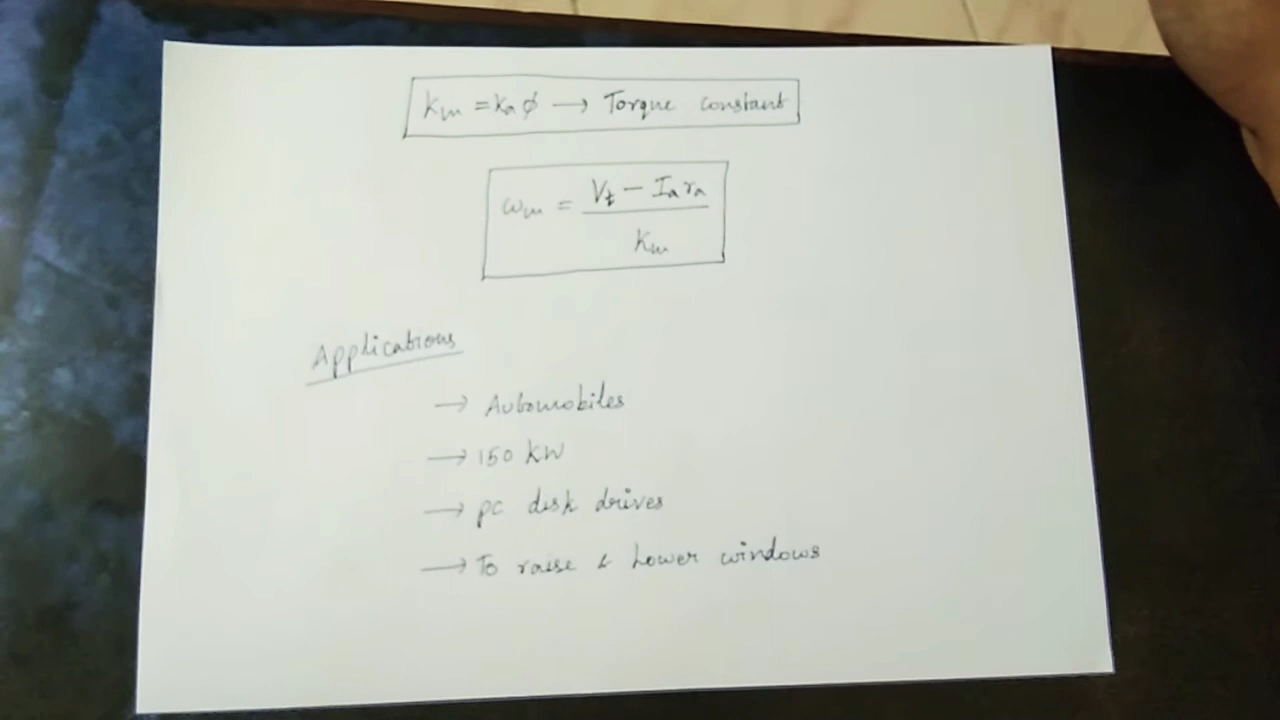 km = ka ϕ → Torque constant
ωm = Vt − Ia ra / km
Applications
→ Automobiles
→ 150 kW
→ pc disk drives
→ To raise & Lower windows